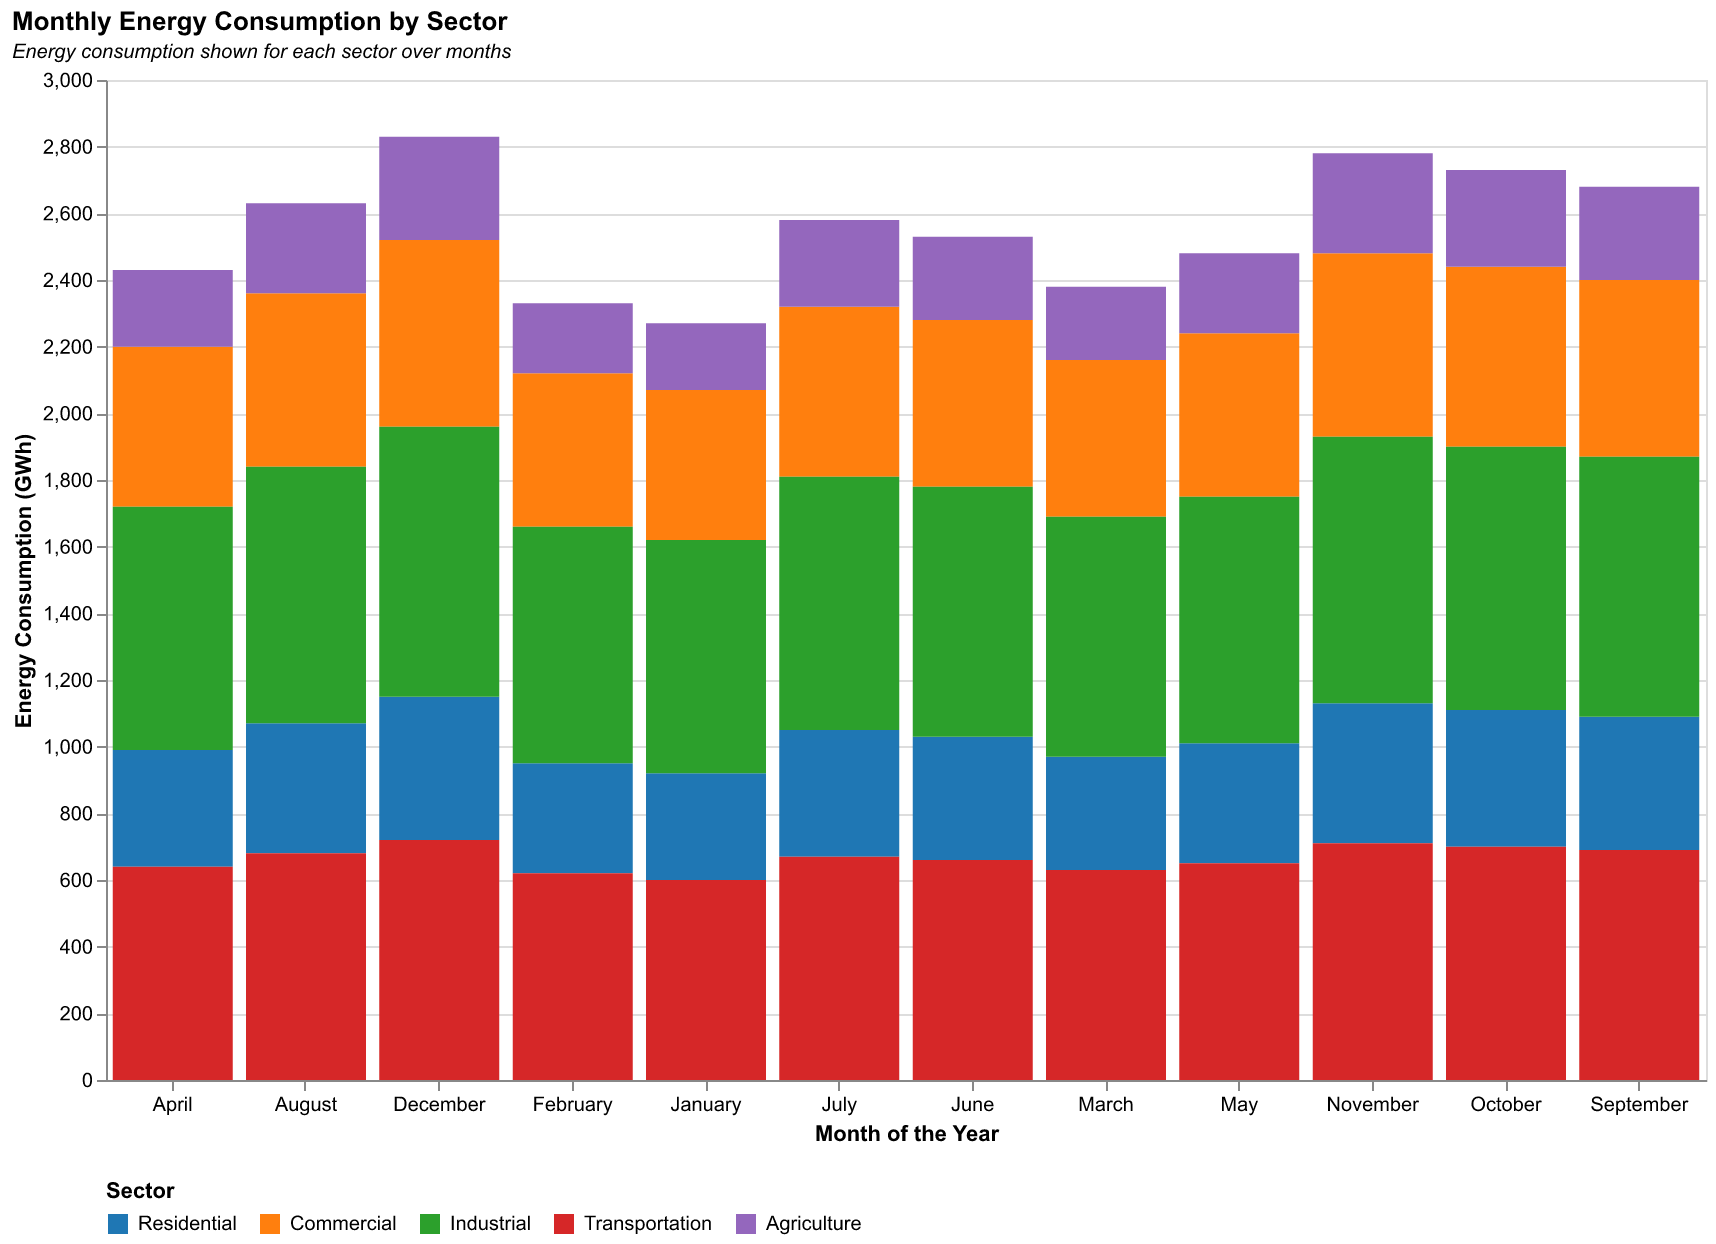 Monthly Energy Consumption by Sector
Energy consumption shown for each sector over months
3,000
2,800
2,600
2,400
2,200
2,000
1,800
1,600
1,400
1,200
1,000
800
600
400
200
0
Energy Consumption (GWh)
April August December February January July June March May November October September
Month of the Year
Sector
Residential Commercial Industrial Transportation Agriculture